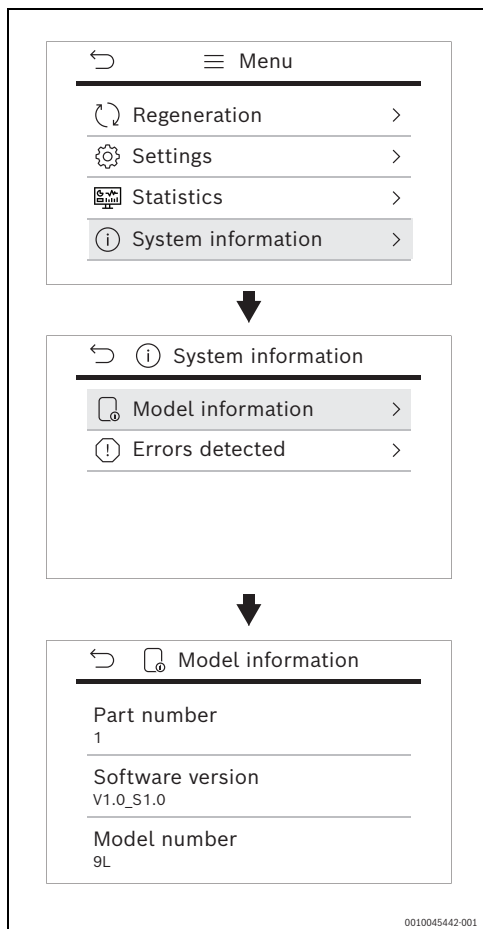 Menu
Regeneration
Settings
Statistics
System information
System information
Model information
Errors detected
Model information
Part number
1
Software version
V1.0_S1.0
Model number
9L
0010045442-001